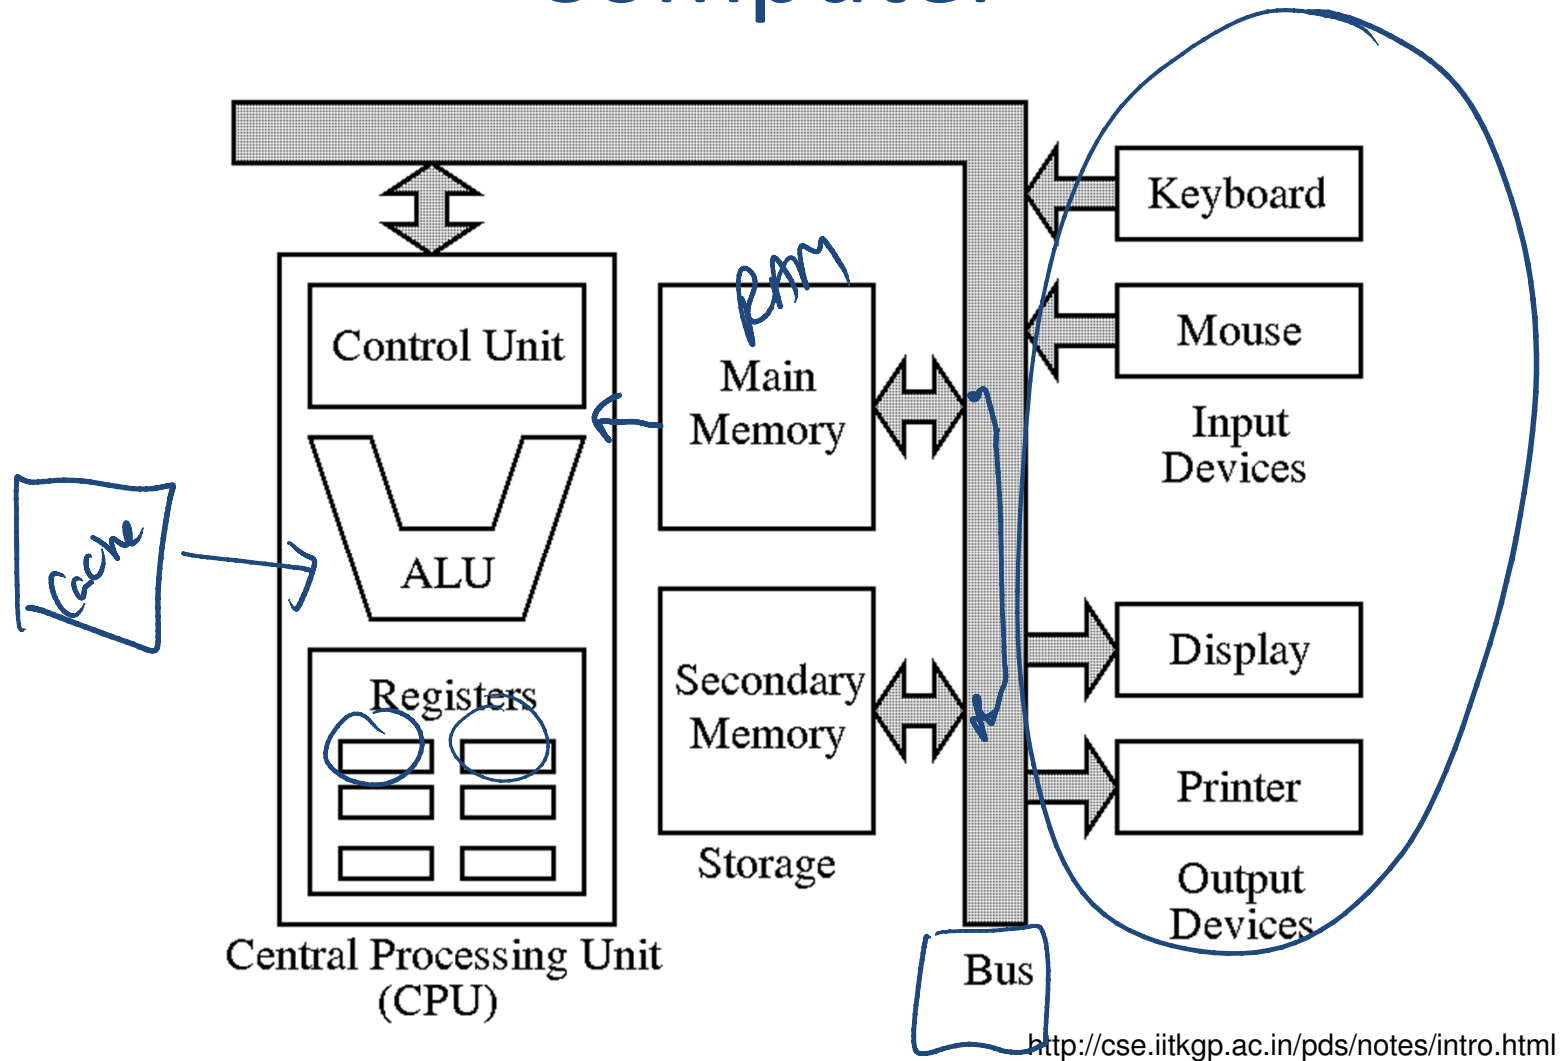 Computer
Keyboard
RAM
Control Unit
Main
Memory
Mouse
Input
Devices
Cache
ALU
Registers
Secondary
Memory
Display
Printer
Storage
Output
Devices
Central Processing Unit
(CPU)
Bus
http://cse.iitkgp.ac.in/pds/notes/intro.html